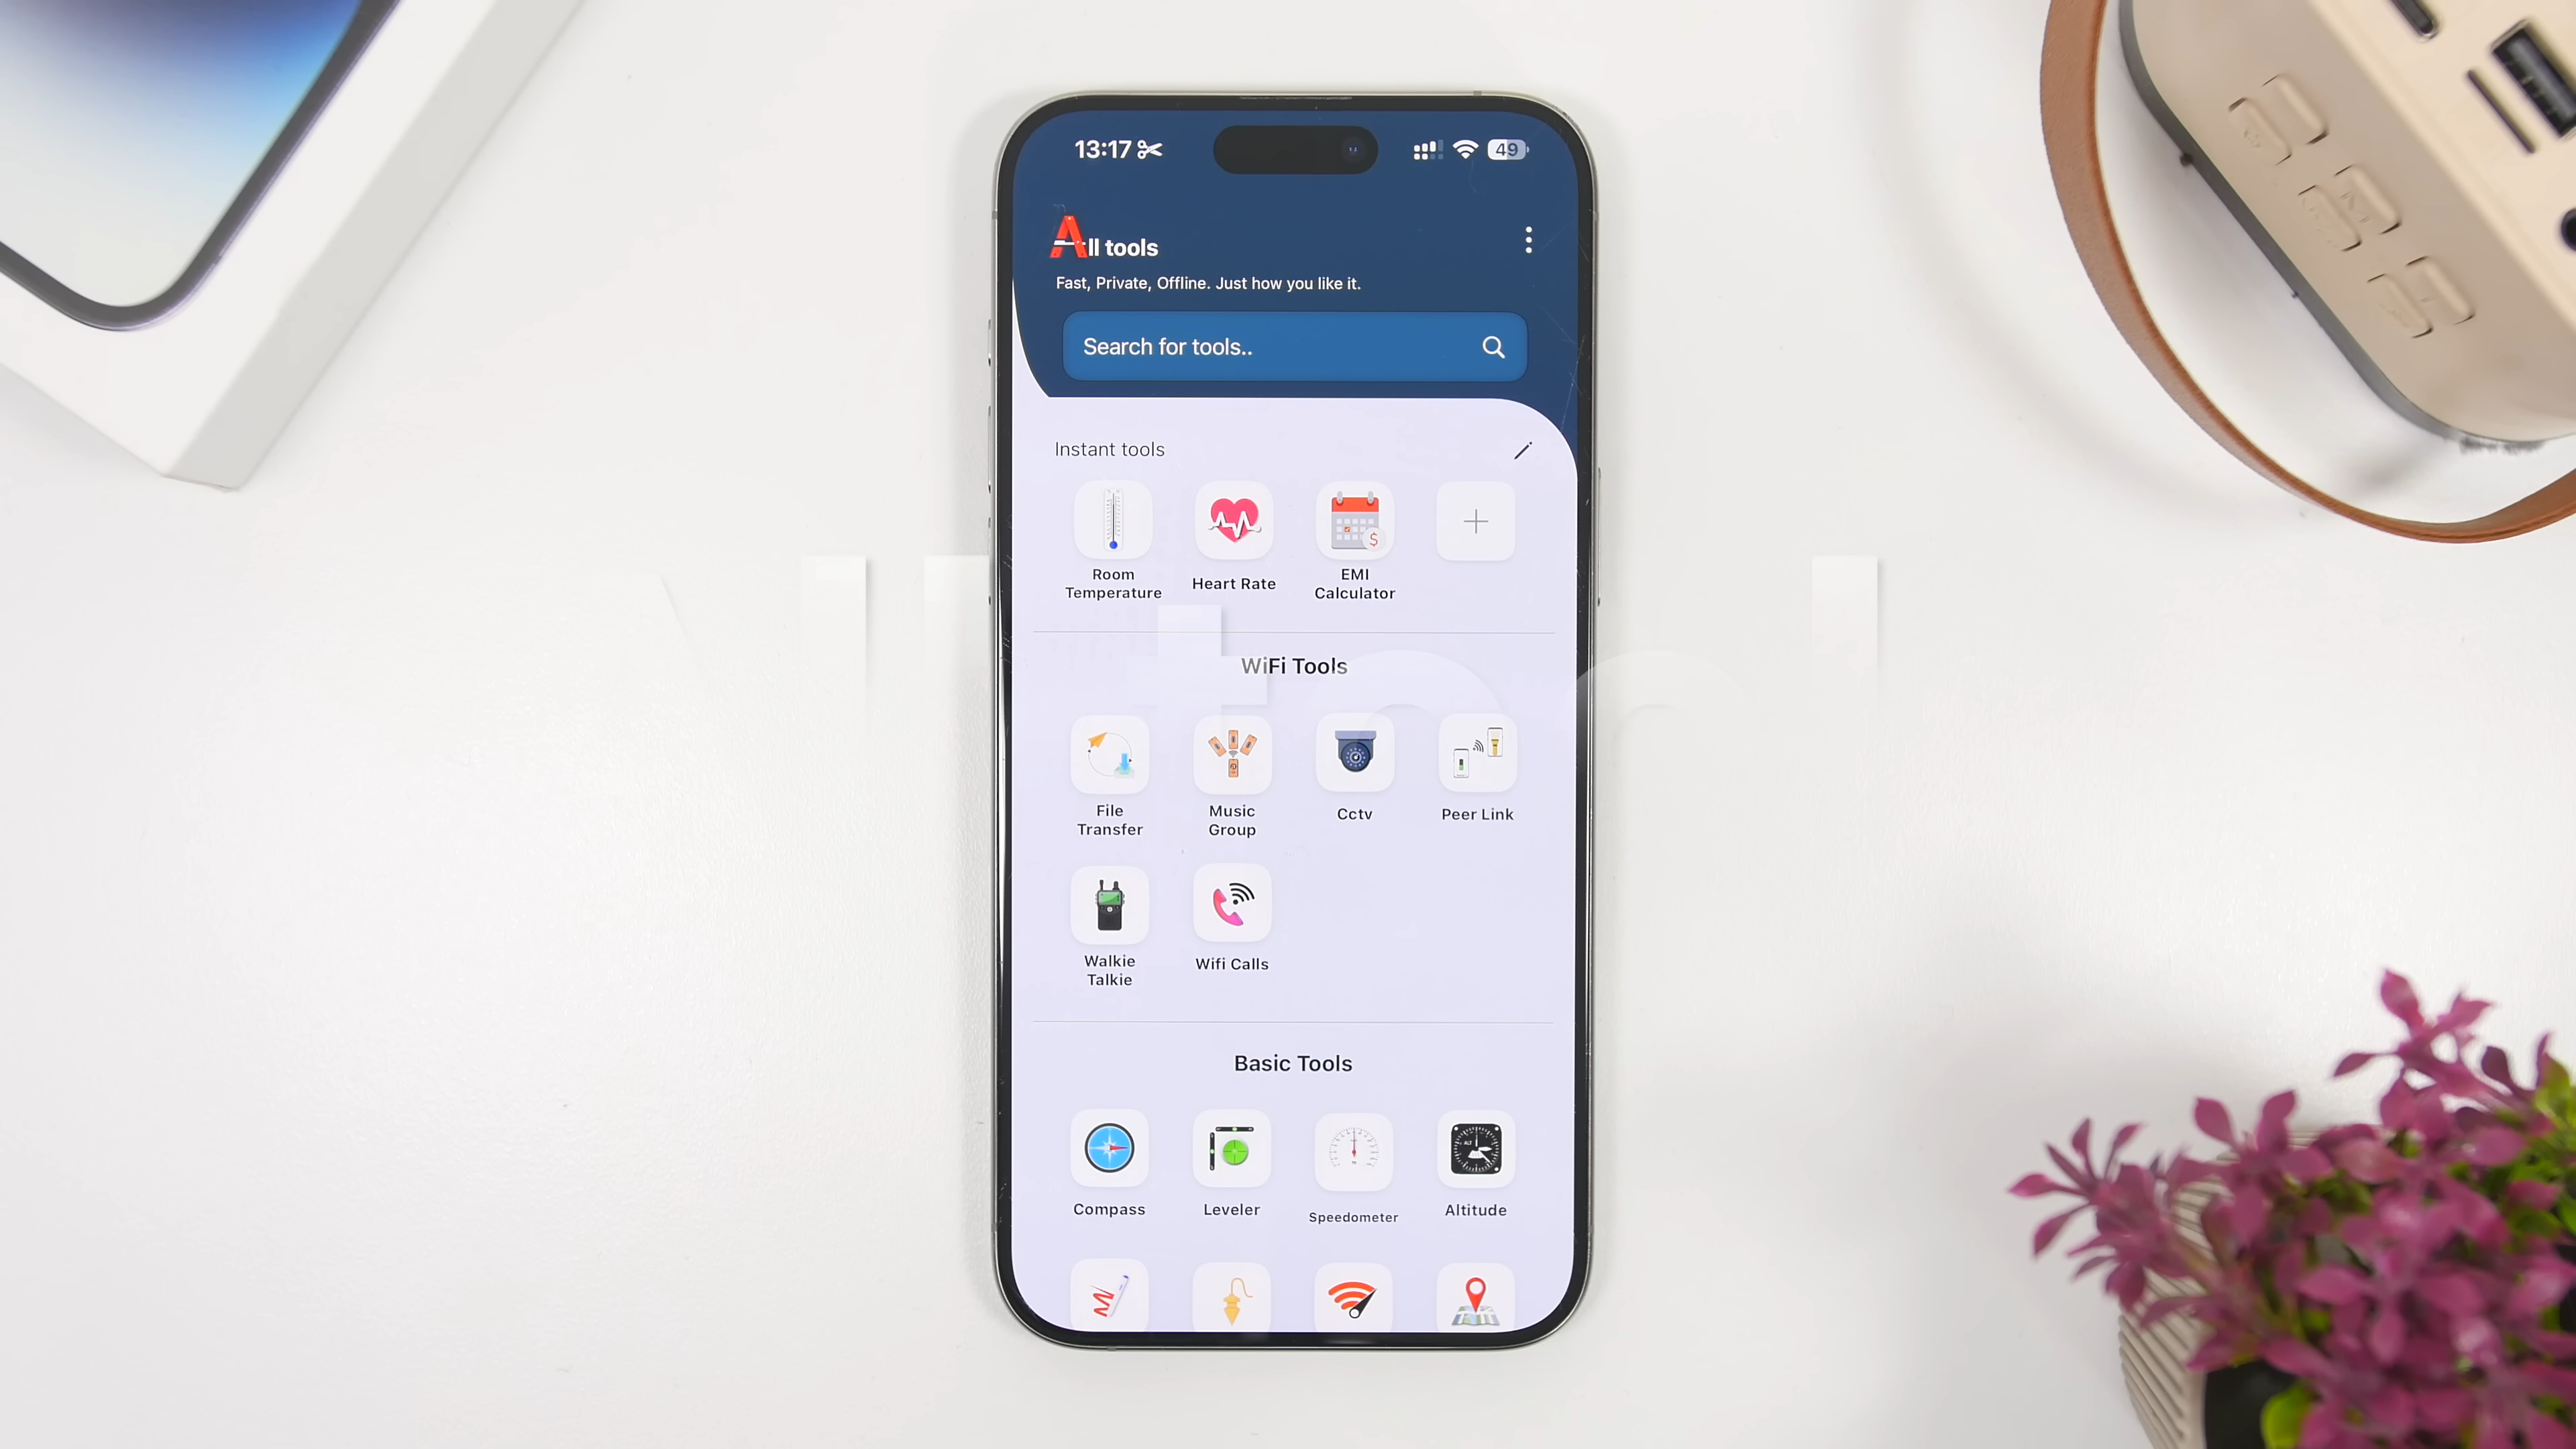 13:17
49
All tools
Fast, Private, Offline. Just how you like it.
Search for tools..
Instant tools
Room
Temperature
Heart Rate
EMI
Calculator
WiFi Tools
File
Transfer
Music
Group
Cctv
Peer Link
Walkie
Talkie
Wifi Calls
Basic Tools
Compass
Leveler
Speedometer
Altitude